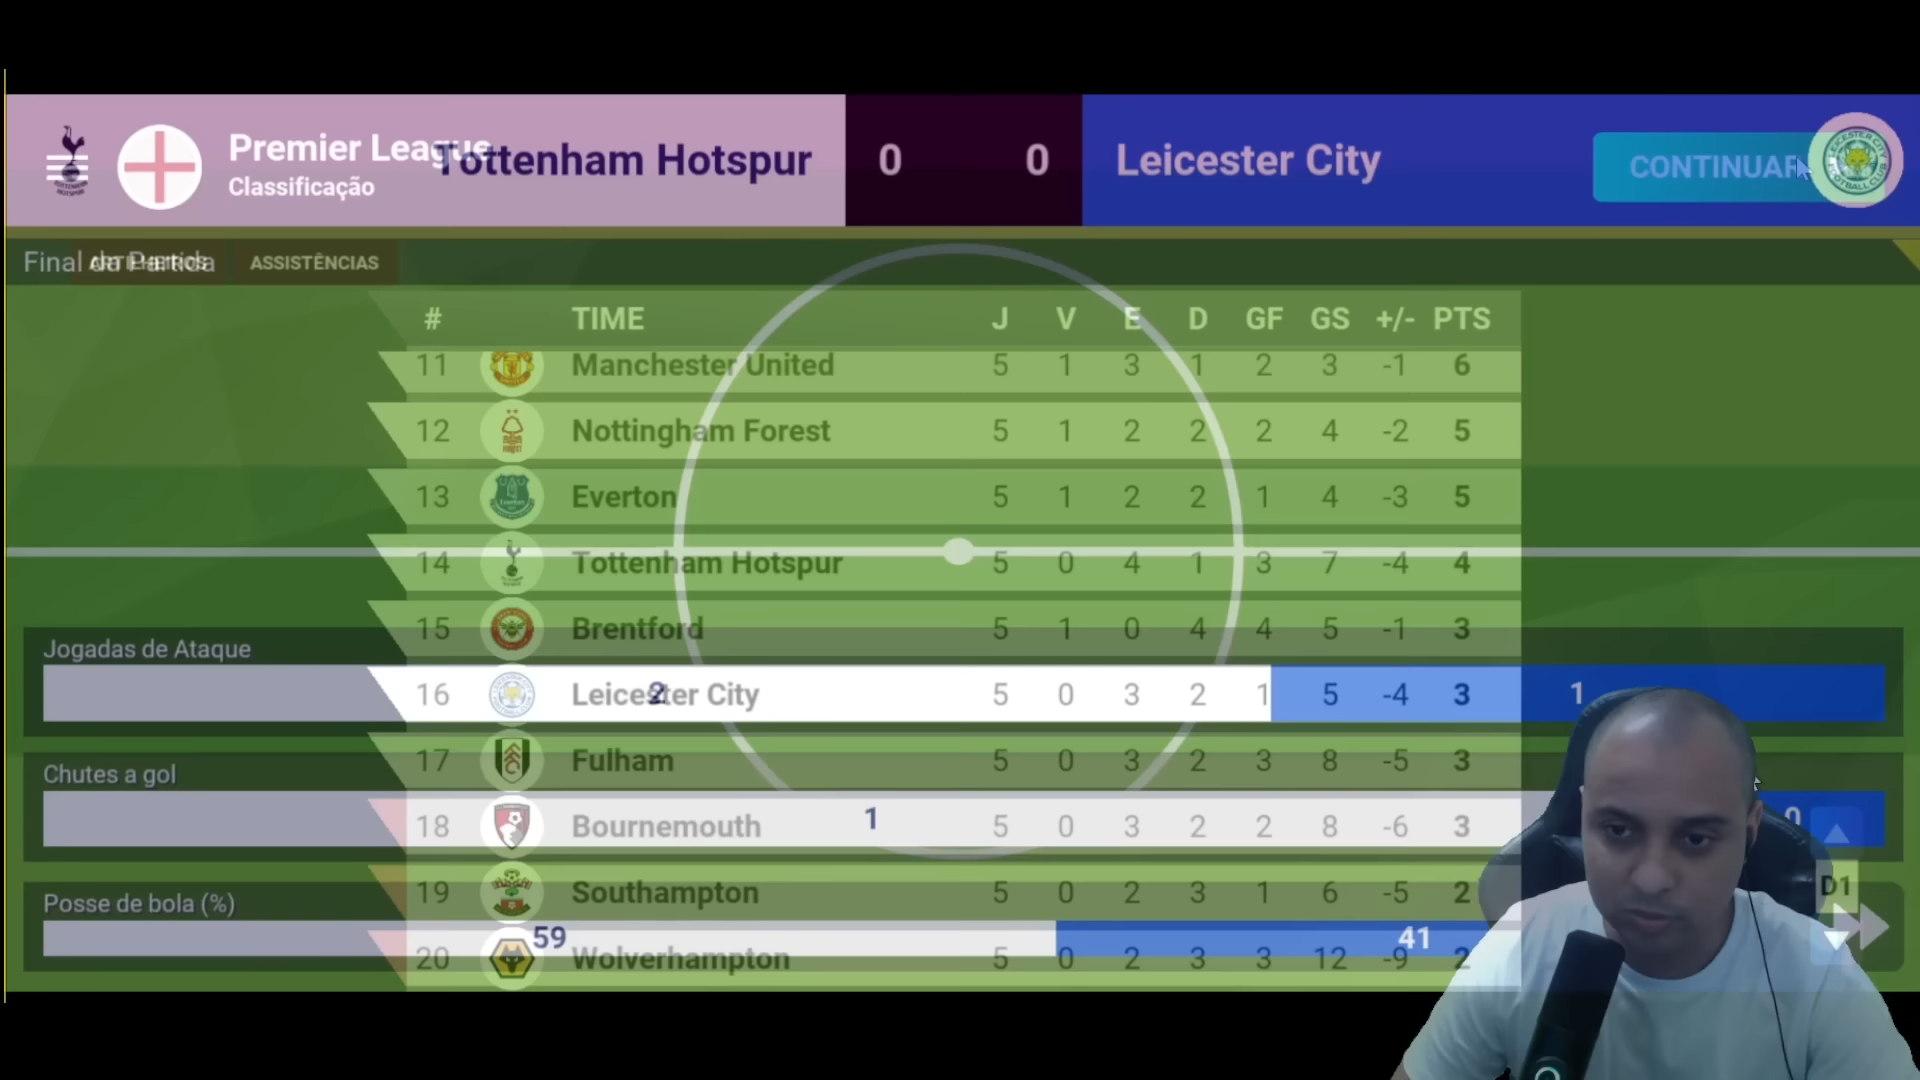 Premier League
Classificação
Tottenham Hotspur 0 0 Leicester City
CONTINUAR
Final da Partida
ARTILHEIROS ASSISTÊNCIAS
# TIME J V E D GF GS +/- PTS
11 Manchester United 5 1 3 1 2 3 -1 6
12 Nottingham Forest 5 1 2 2 2 4 -2 5
13 Everton 5 1 2 2 1 4 -3 5
14 Tottenham Hotspur 5 0 4 1 3 7 -4 4
15 Brentford 5 1 0 4 4 5 -1 3
Jogadas de Ataque
2 1
16 Leicester City 5 0 3 2 1 5 -4 3
17 Fulham 5 0 3 2 3 8 -5 3
Chutes a gol
1 0
18 Bournemouth 5 0 3 2 2 8 -6 3
19 Southampton 5 0 2 3 1 6 -5 2
D1
Posse de bola (%)
59 41
20 Wolverhampton 5 0 2 3 3 12 -9 2